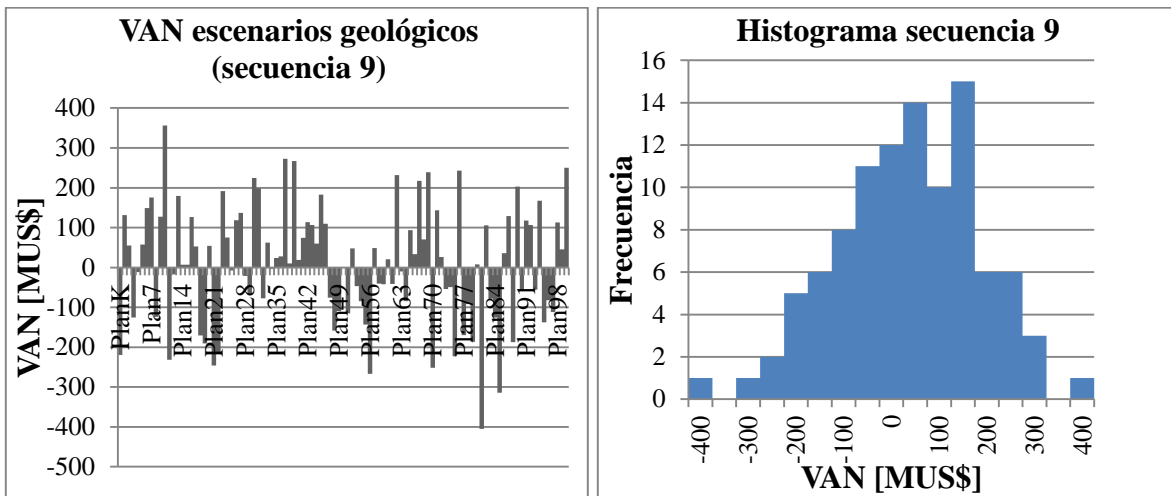 VAN escenarios geológicos
(secuencia 9)
400
300
200
100
0
-100
-200
-300
-400
-500
VAN [MUS$]
PlanK
Plan7
Plan14
Plan21
Plan28
Plan35
Plan42
Plan49
Plan56
Plan63
Plan70
Plan77
Plan84
Plan91
Plan98
Histograma secuencia 9
16
14
12
10
8
6
4
2
0
Frecuencia
-400
-300
-200
-100
0
100
200
300
400
VAN [MUS$]